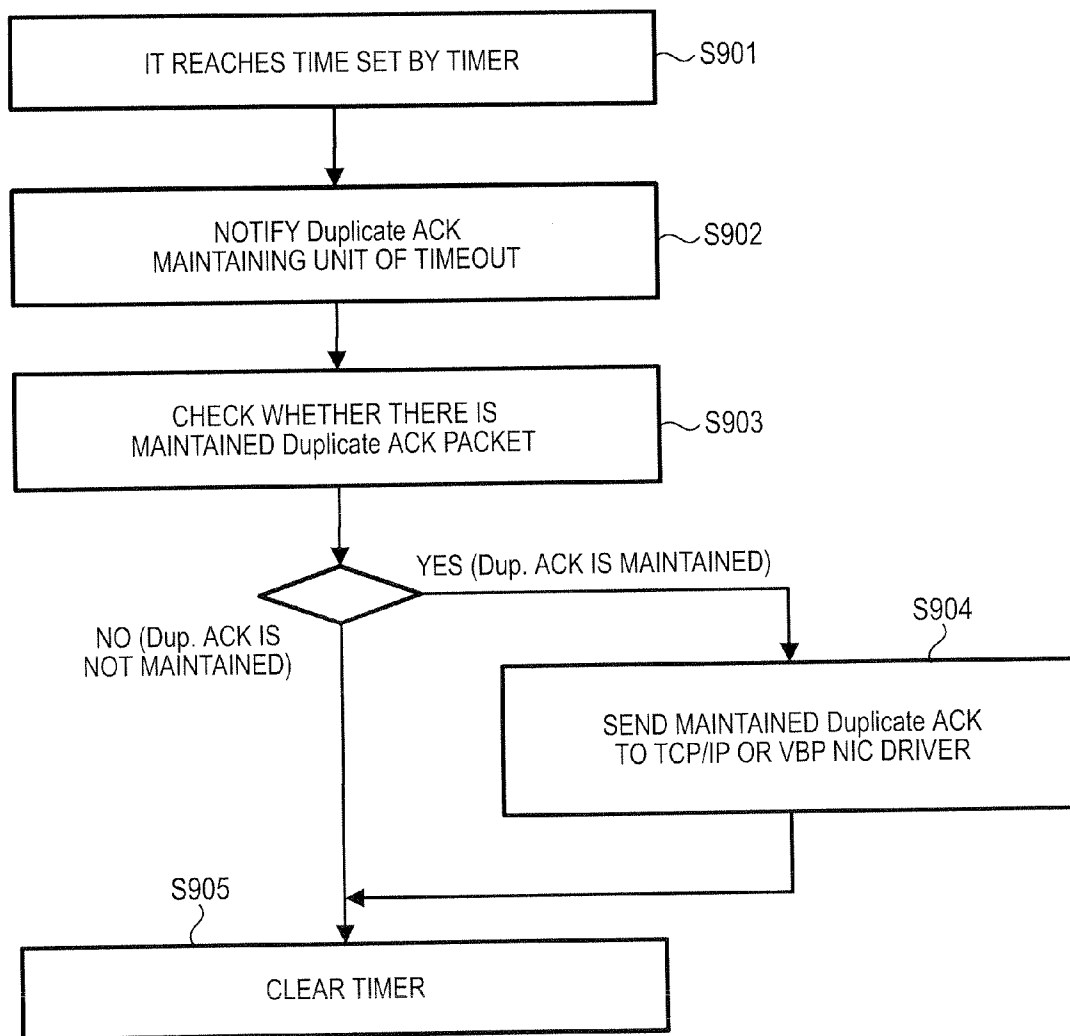 IT REACHES TIME SET BY TIMER
S901
NOTIFY Duplicate ACK
MAINTAINING UNIT OF TIMEOUT
S902
CHECK WHETHER THERE IS
MAINTAINED Duplicate ACK PACKET
S903
YES (Dup. ACK IS MAINTAINED)
NO (Dup. ACK IS
NOT MAINTAINED)
S904
SEND MAINTAINED Duplicate ACK
TO TCP/IP OR VBP NIC DRIVER
S905
CLEAR TIMER